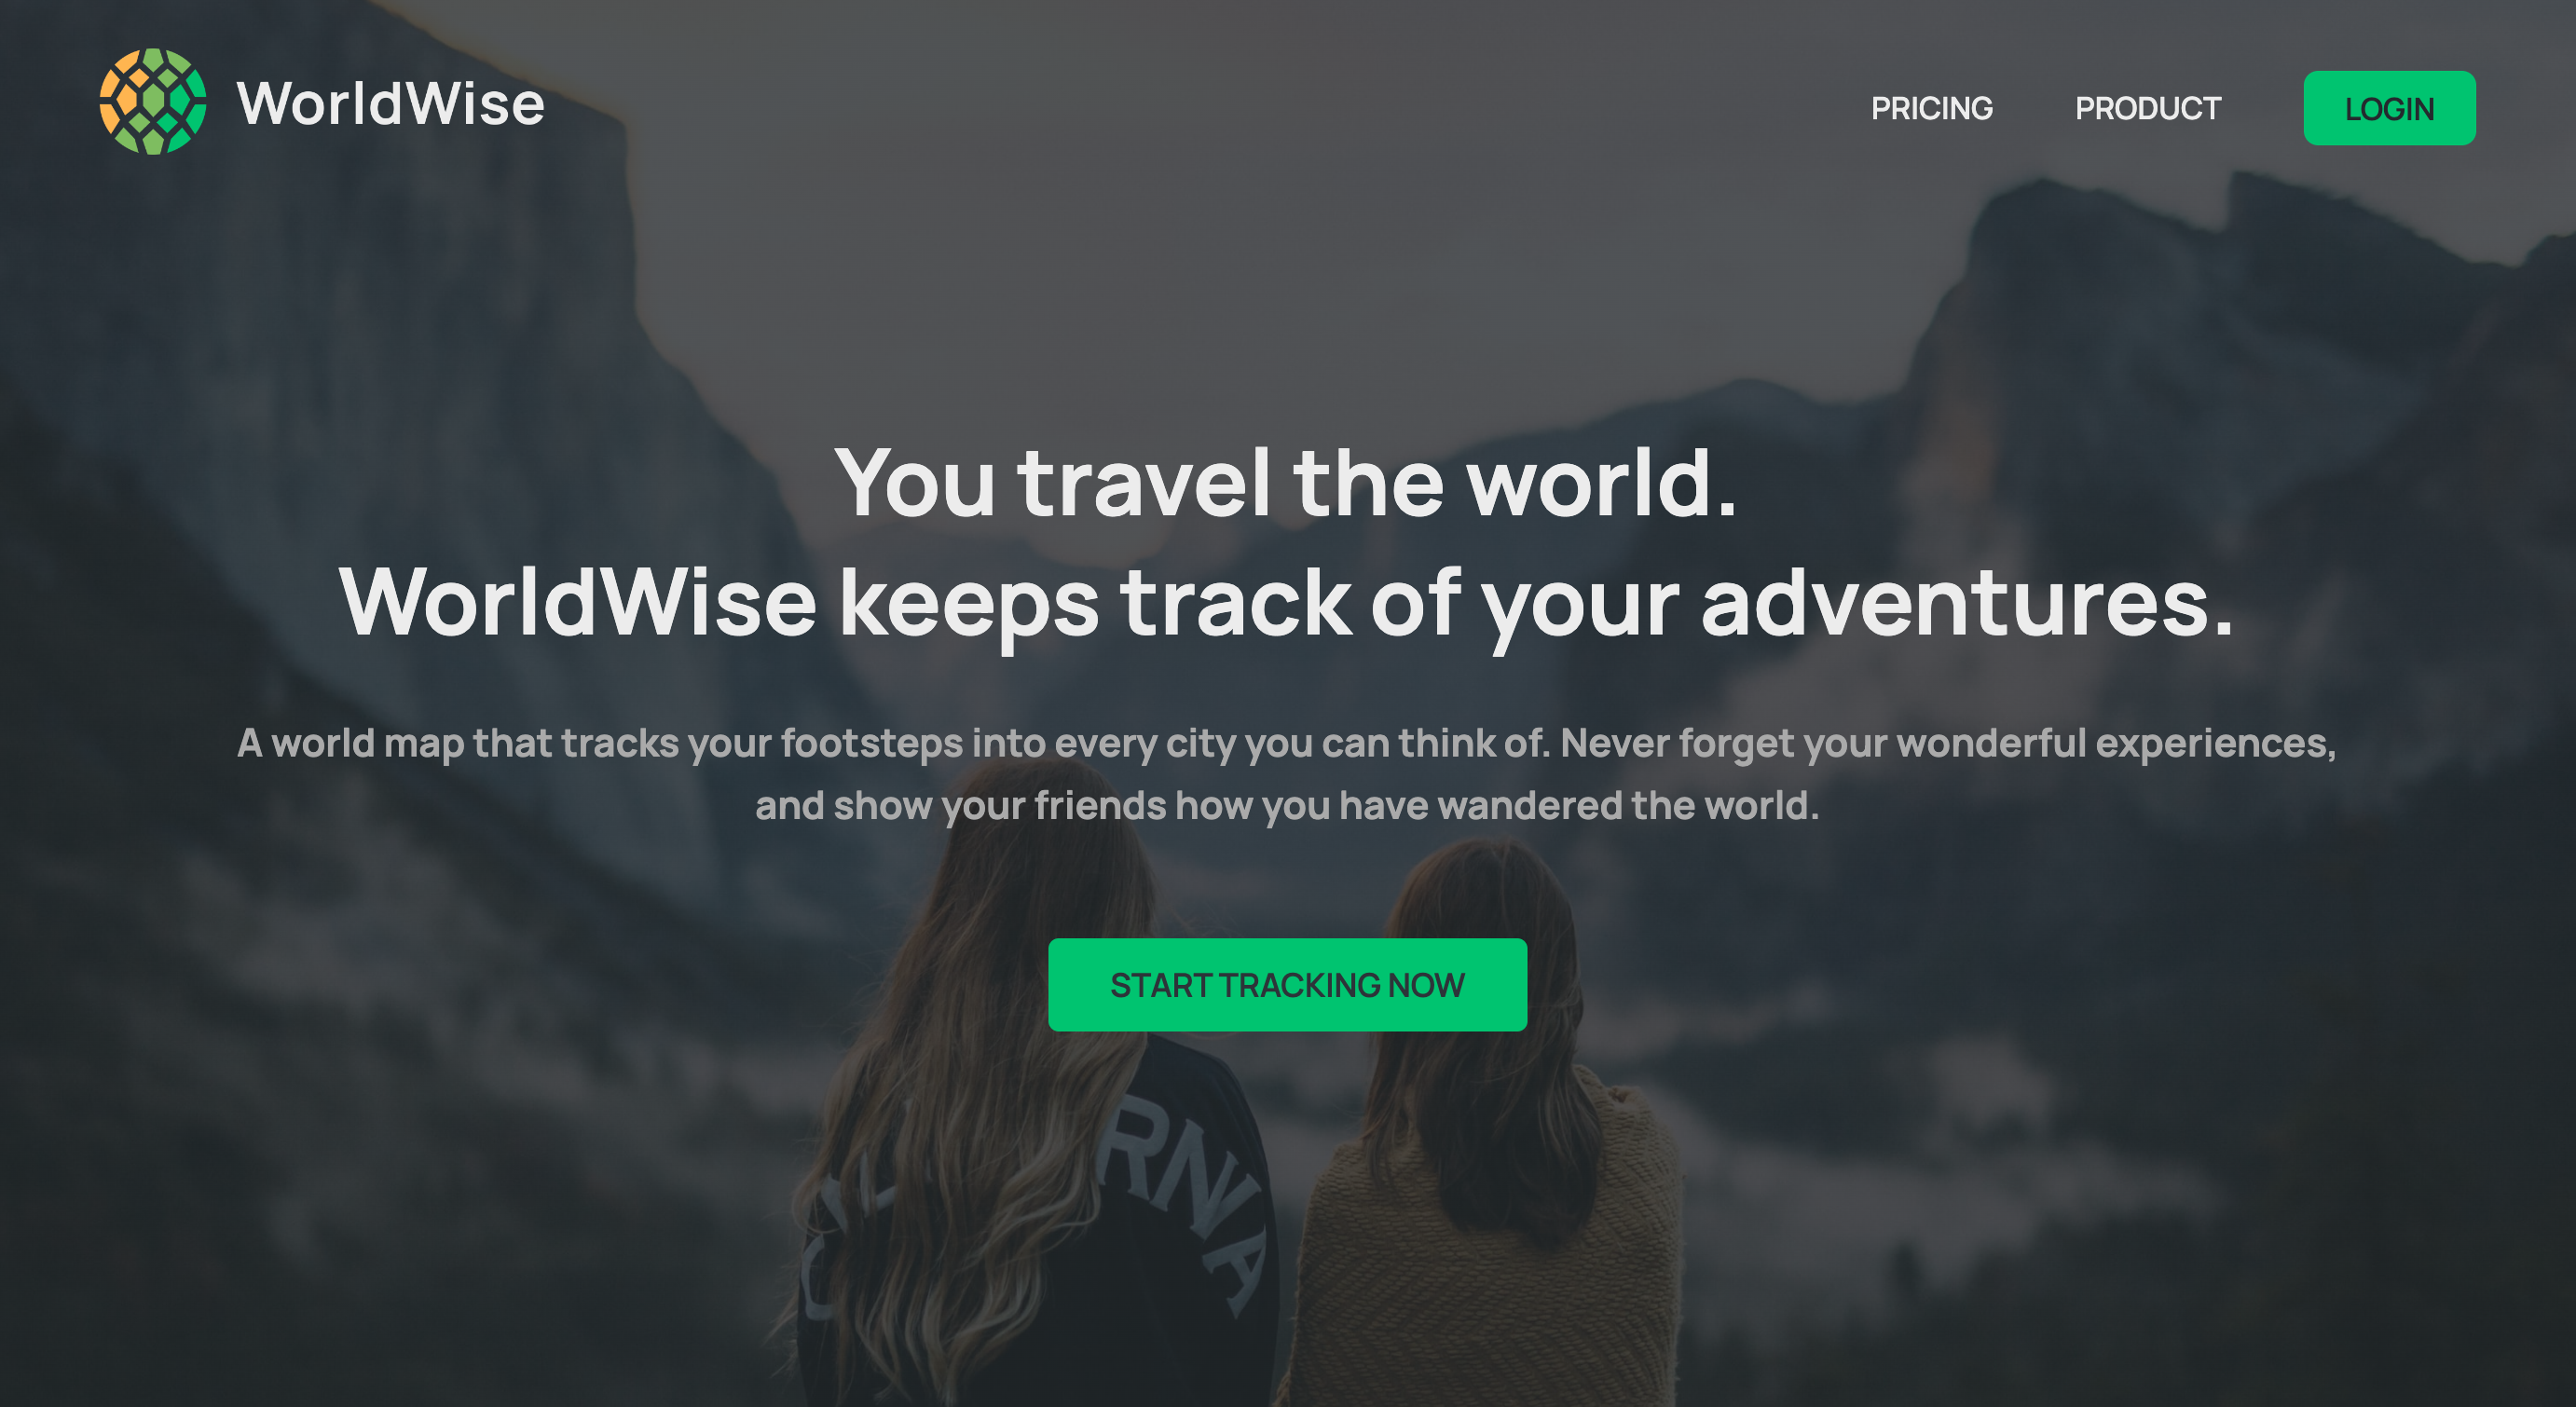 WorldWise
PRICING
PRODUCT
LOGIN
You travel the world.
WorldWise keeps track of your adventures.
A world map that tracks your footsteps into every city you can think of. Never forget your wonderful experiences,
and show your friends how you have wandered the world.
START TRACKING NOW
RNA